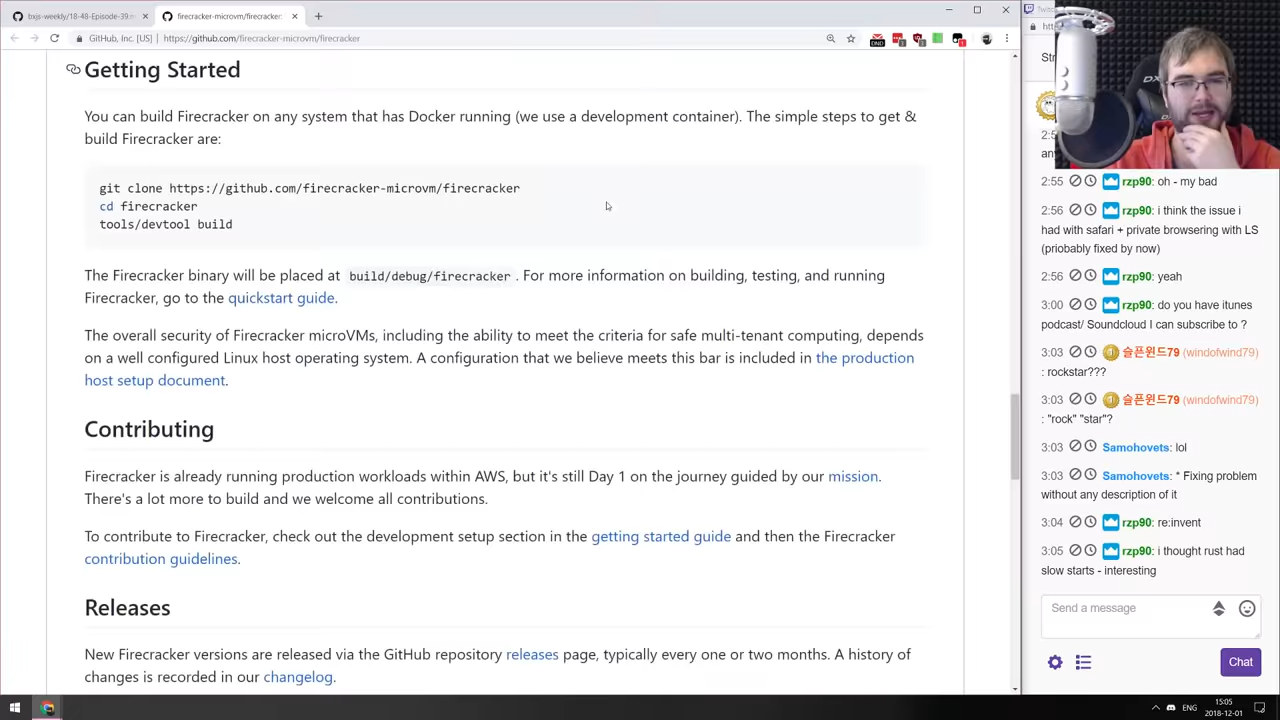 bxjs-weekly/18-48-Episode-39.m
firecracker-microvm/firecracker
GitHub, Inc. [US]
https://github.com/firecracker-microvm/firecracker
Getting Started
You can build Firecracker on any system that has Docker running (we use a development container). The simple steps to get &
build Firecracker are:
git clone https://github.com/firecracker-microvm/firecracker
cd firecracker
tools/devtool build
The Firecracker binary will be placed at build/debug/firecracker . For more information on building, testing, and running
Firecracker, go to the quickstart guide.
The overall security of Firecracker microVMs, including the ability to meet the criteria for safe multi-tenant computing, depends
on a well configured Linux host operating system. A configuration that we believe meets this bar is included in the production
host setup document.
Contributing
Firecracker is already running production workloads within AWS, but it's still Day 1 on the journey guided by our mission.
There's a lot more to build and we welcome all contributions.
To contribute to Firecracker, check out the development setup section in the getting started guide and then the Firecracker
contribution guidelines.
Releases
New Firecracker versions are released via the GitHub repository releases page, typically every one or two months. A history of
changes is recorded in our changelog.
2:55 rzp90: oh - my bad
2:56 rzp90: i think the issue i
had with safari + private browsering with LS
(priobably fixed by now)
2:56 rzp90: yeah
3:00 rzp90: do you have itunes
podcast/ Soundcloud I can subscribe to ?
3:03 슬픈윈드79 (windofwind79)
: rockstar???
3:03 슬픈윈드79 (windofwind79)
: "rock" "star"?
3:03 Samohovets: lol
3:03 Samohovets: * Fixing problem
without any description of it
3:04 rzp90: re:invent
3:05 rzp90: i thought rust had
slow starts - interesting
Send a message
Chat
ENG
15:05
2018-12-01